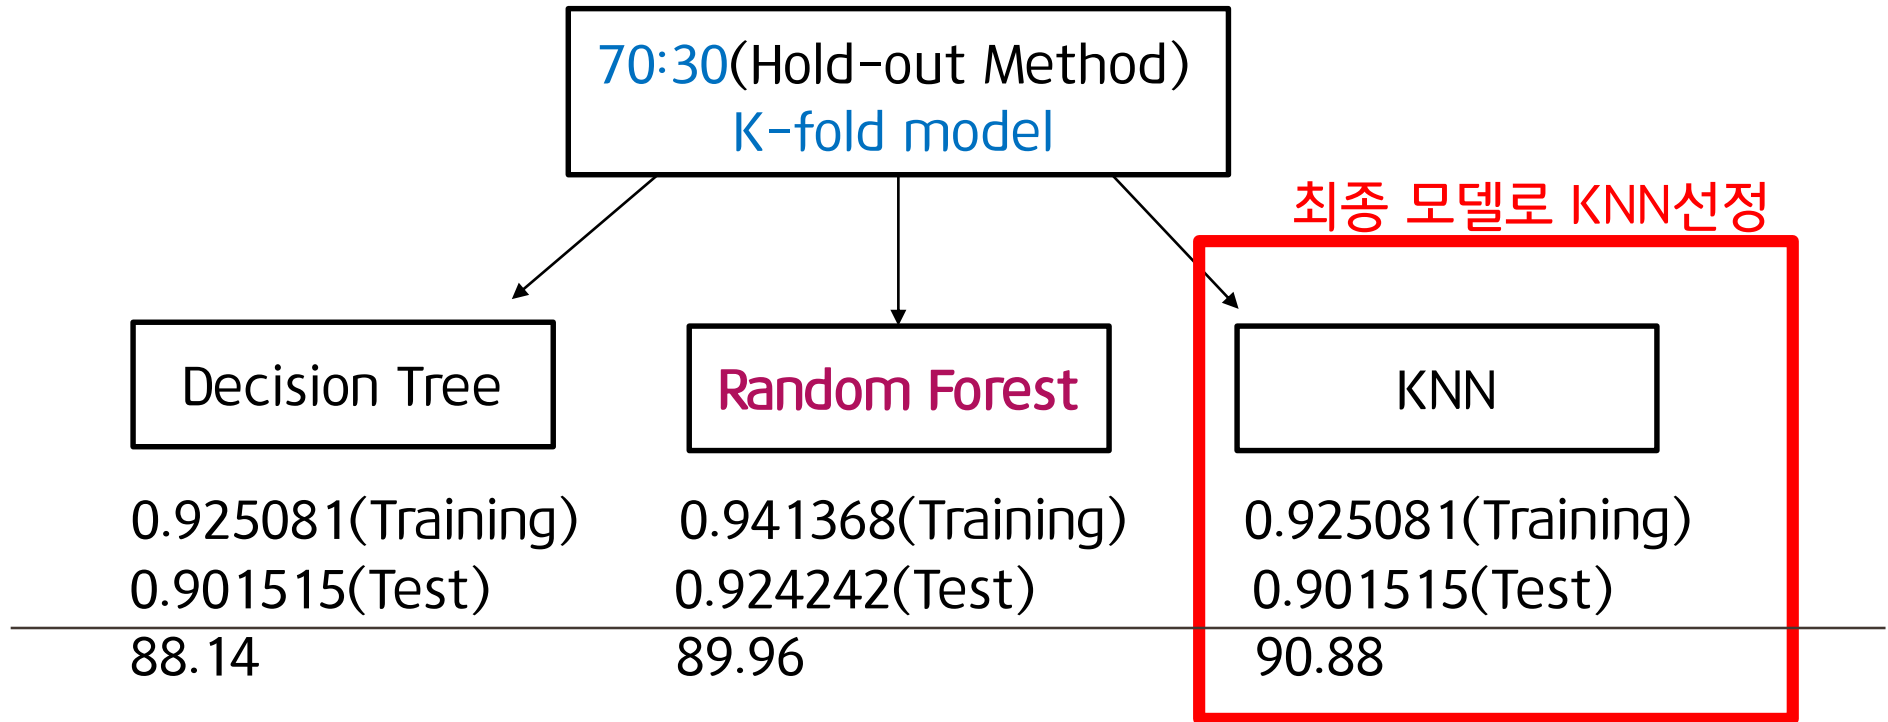 70:30(Hold-out Method)
K-fold model
최종 모델로 KNN선정
Decision Tree
Random Forest
KNN
0.925081(Training)
0.901515(Test)
88.14
0.941368(Training)
0.924242(Test)
89.96
0.925081(Training)
0.901515(Test)
90.88